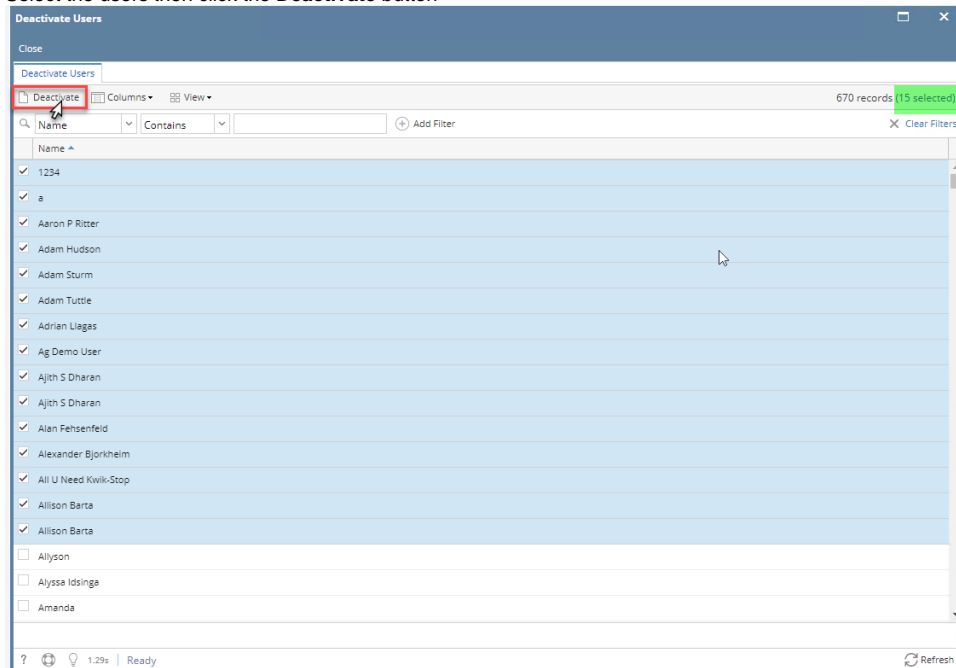 Select the users then click the Deactivate button
Deactivate Users
Close
Deactivate Users
Deactivate Columns View 670 records (15 selected)
Name Contains Add Filter Clear Filters
Name
1234
a
Aaron P Ritter
Adam Hudson
Adam Sturm
Adam Tuttle
Adrian Llagas
Ag Demo User
Ajith S Dharan
Ajith S Dharan
Alan Fehsenfeld
Alexander Bjorkheim
All U Need Kwik-Stop
Allison Barta
Allison Barta
Allyson
Alyssa Idsinga
Amanda
? 1.29s | Ready Refresh